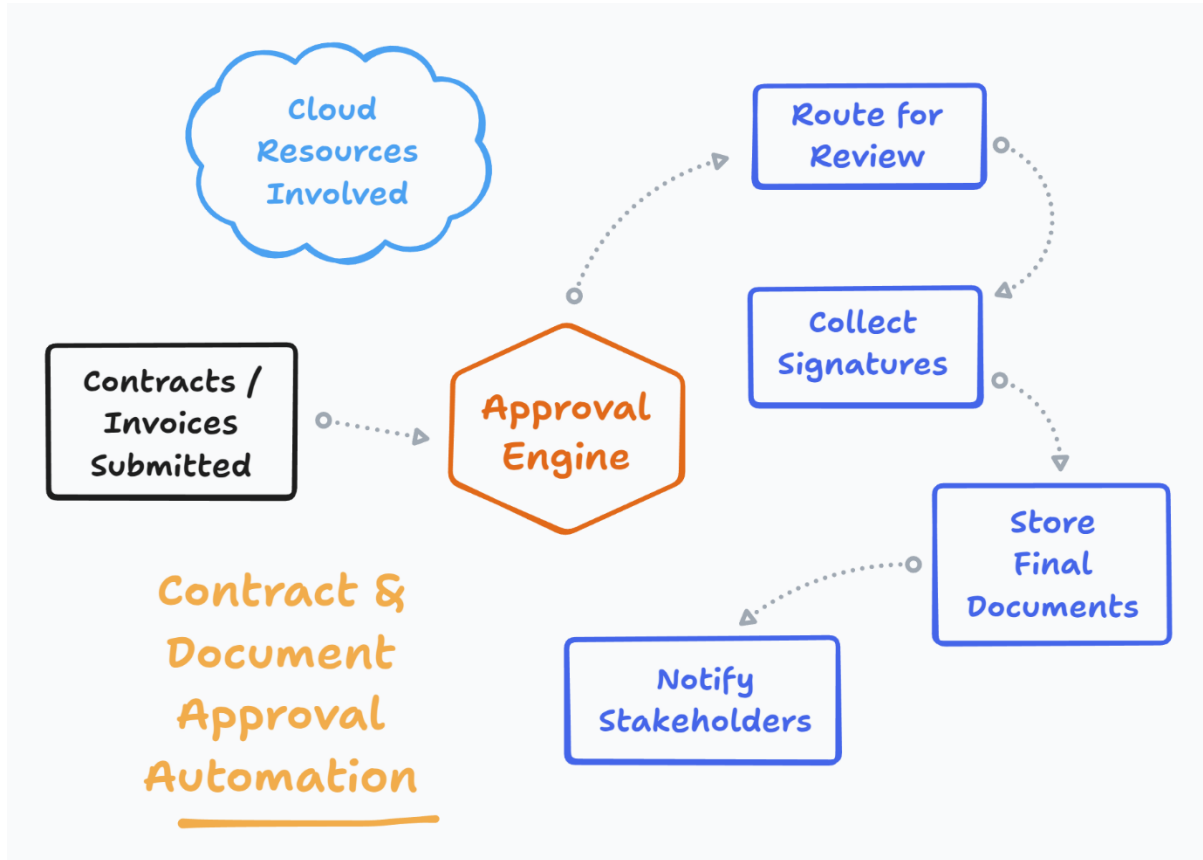 Cloud
Resources
Involved
Route for
Review
Collect
Signatures
Contracts /
Invoices
Submitted
Approval
Engine
Store
Final
Documents
Notify
Stakeholders
Contract &
Document
Approval
Automation